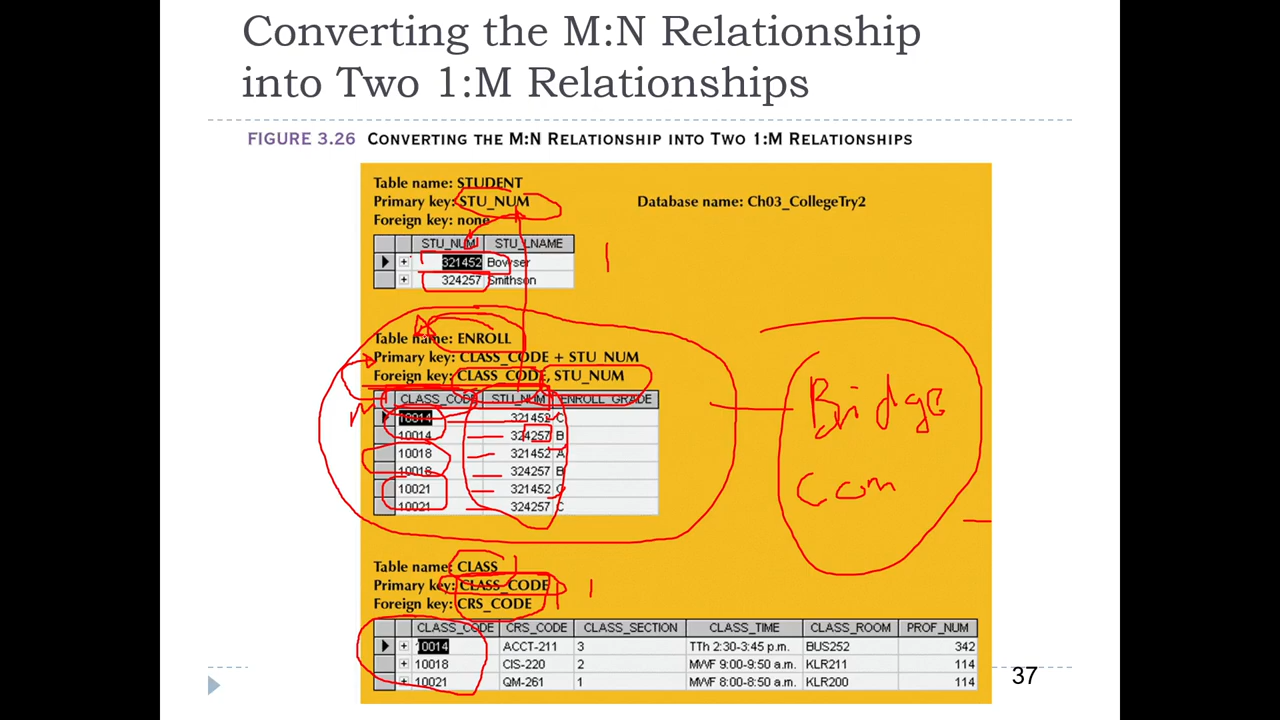 Converting the M:N Relationship
into Two 1:M Relationships
FIGURE 3.26 CONVERTING THE M:N RELATIONSHIP INTO TWO 1:M RELATIONSHIPS
Table name: STUDENT
Primary key: STU_NUM Database name: Ch03_CollegeTry2
Foreign key: none
STU_NUM STU_LNAME
321452 Bowser 1
324257 Smithson
Table name: ENROLL
Primary key: CLASS_CODE + STU_NUM
Foreign key: CLASS_CODE, STU_NUM
CLASS_CODE STU_NUM ENROLL_GRADE
M
10014 321452 C
10014 324257 B
10018 321452 A
10018 324257 B
10021 321452 C
10021 324257 C
Bridge
Com
Table name: CLASS 1
Primary key: CLASS_CODE 1
Foreign key: CRS_CODE
CLASS_CODE CRS_CODE CLASS_SECTION CLASS_TIME CLASS_ROOM PROF_NUM
10014 ACCT-211 3 TTh 2:30-3:45 p.m. BUS252 342
10018 CIS-220 2 MWF 9:00-9:50 a.m. KLR211 114
10021 QM-261 1 MWF 8:00-8:50 a.m. KLR200 114
37